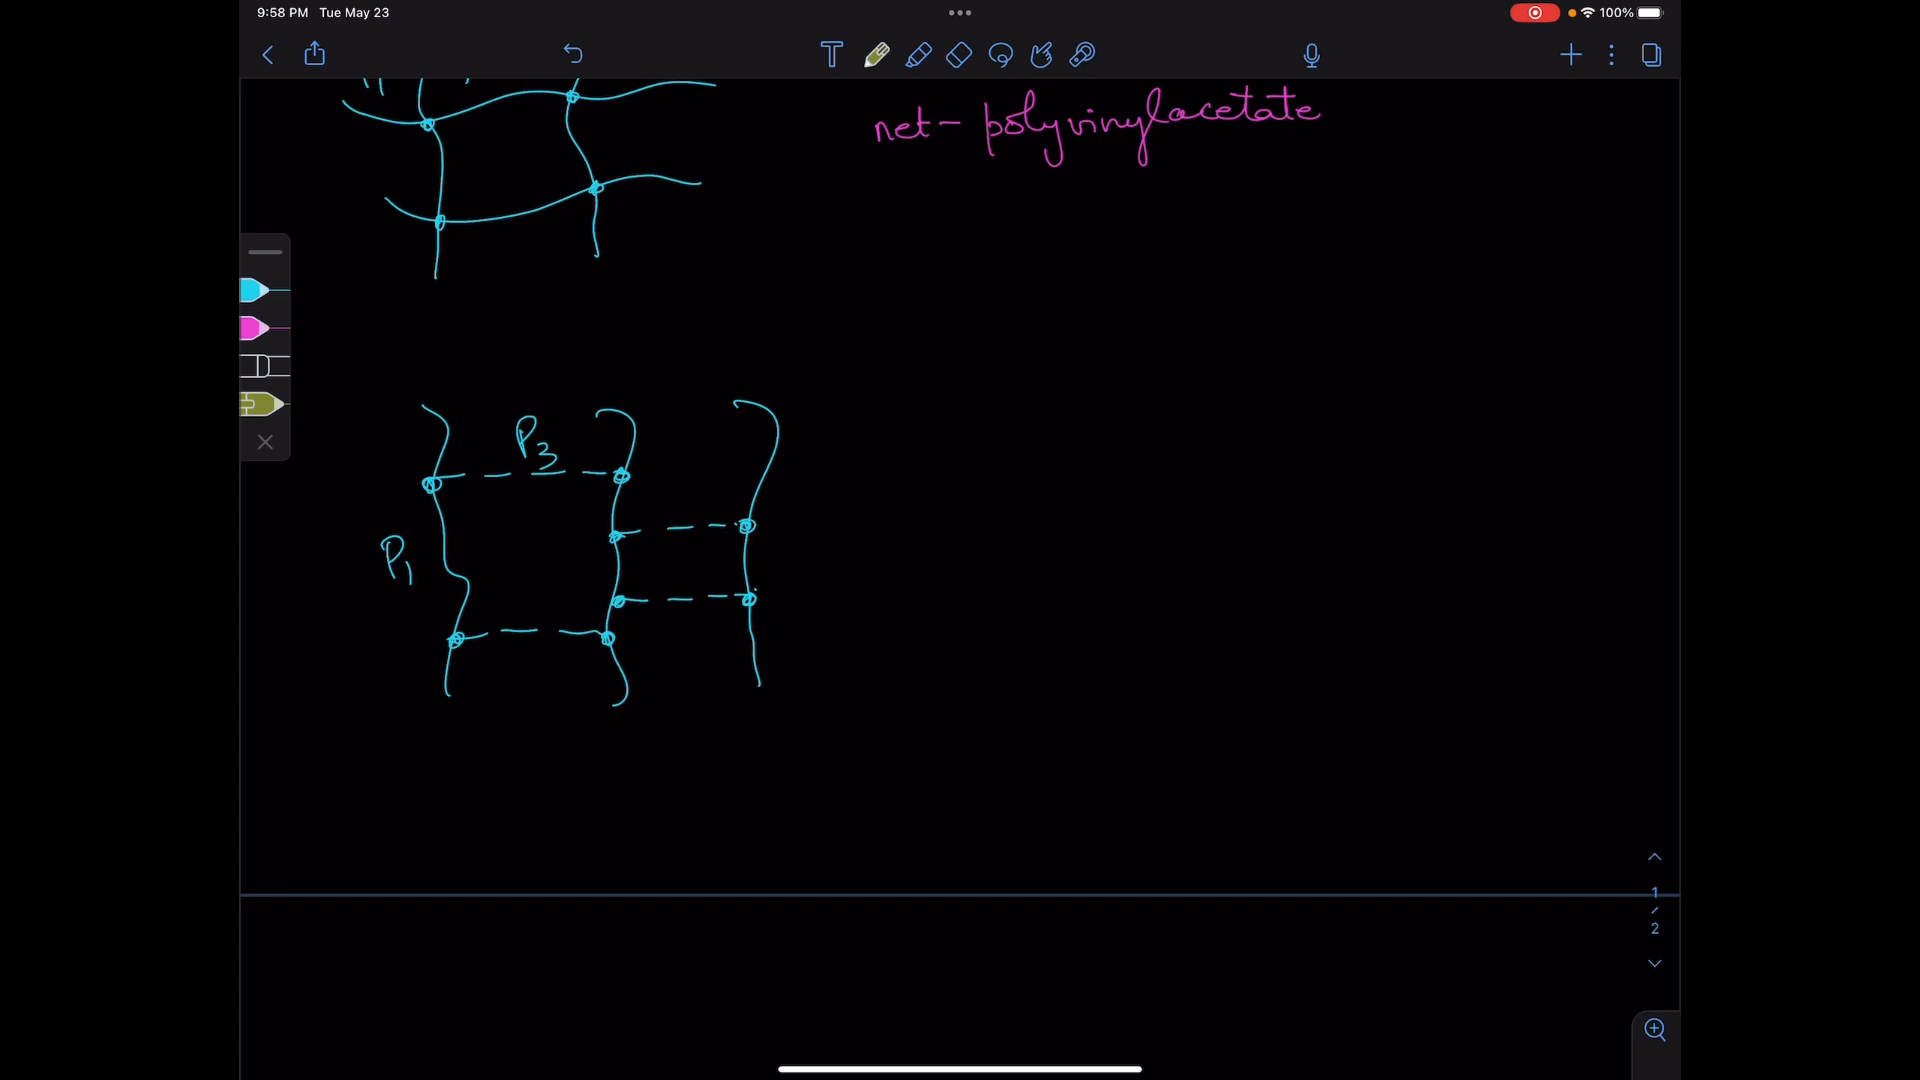 9:58 PM Tue May 23
100%
net- polyvinylacetate
P3
P1
1
/
2